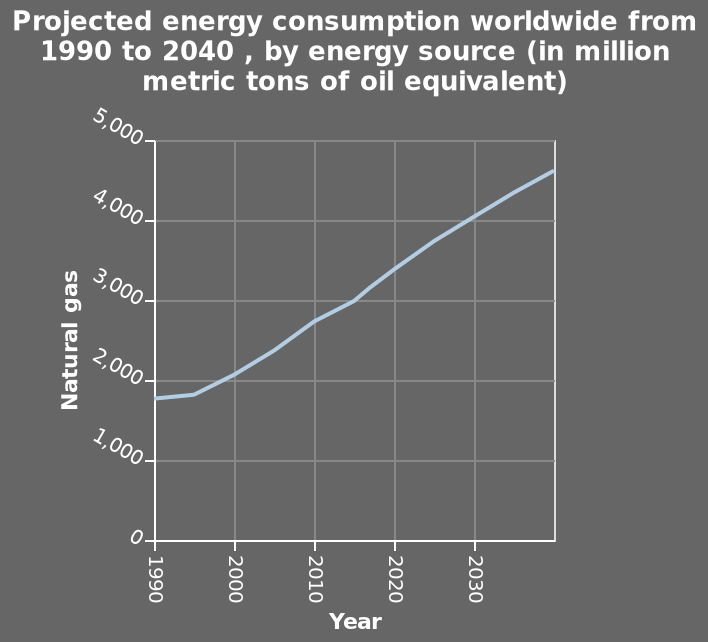 Projected energy consumption worldwide from
1990 to 2040 , by energy source (in million
metric tons of oil equivalent)
5,000
4,000
3,000
2,000
1,000
0
Natural gas
1990
2000
2010
2020
2030
Year